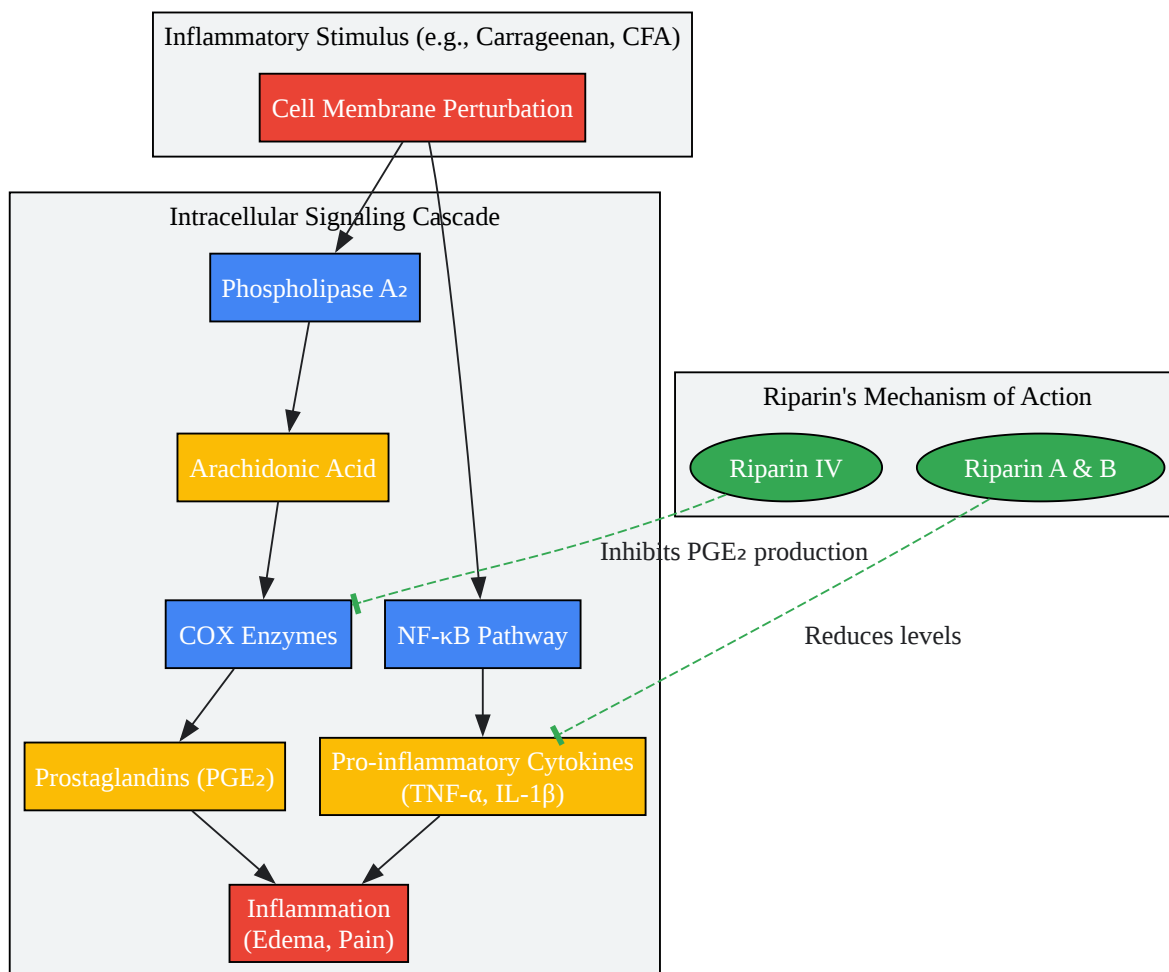 Inflammatory Stimulus (e.g., Carrageenan, CFA)
Cell Membrane Perturbation
Intracellular Signaling Cascade
Phospholipase A₂
Riparin's Mechanism of Action
Arachidonic Acid
Riparin IV
Riparin A & B
Inhibits PGE₂ production
COX Enzymes
NF-κB Pathway
Reduces levels
Prostaglandins (PGE₂)
Pro-inflammatory Cytokines
(TNF-α, IL-1β)
Inflammation
(Edema, Pain)